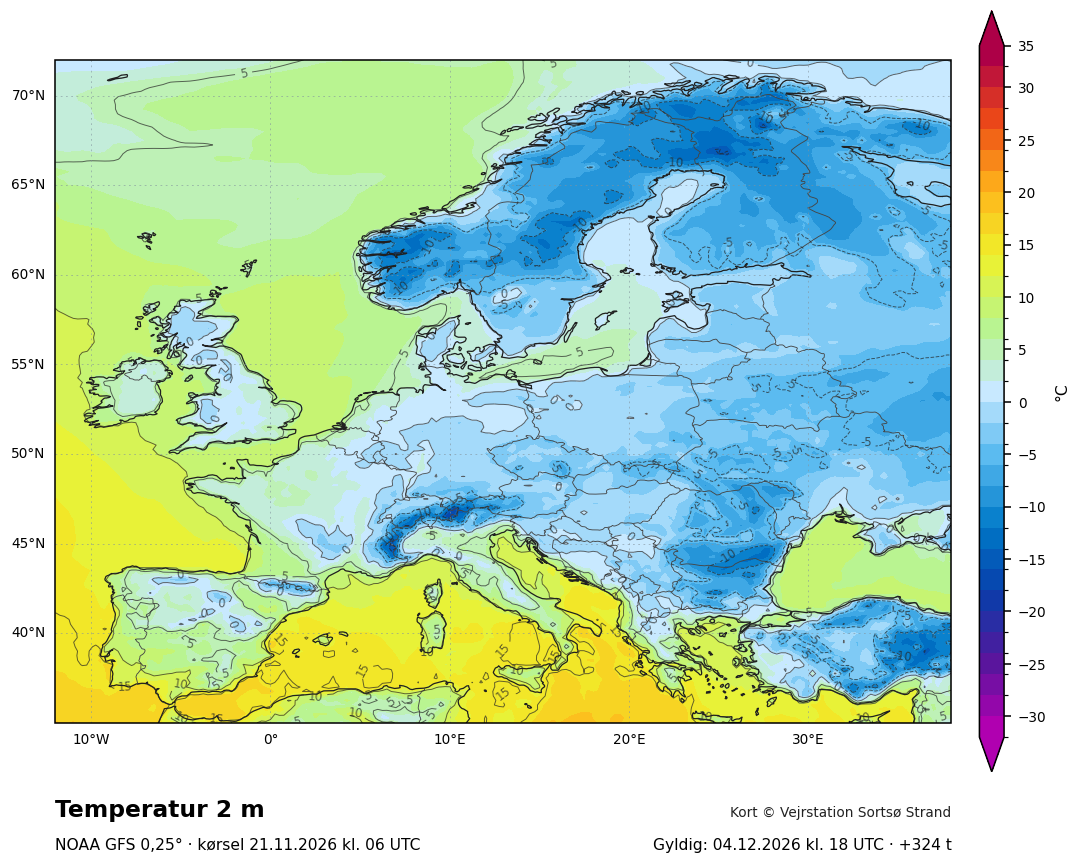 35
30
25
20
15
10
5
0
−5
−10
−15
−20
−25
−30
°C
70°N
65°N
60°N
55°N
50°N
45°N
40°N
10°W
0°
10°E
20°E
30°E
Temperatur 2 m
Kort © Vejrstation Sortsø Strand
NOAA GFS 0,25° · kørsel 21.11.2026 kl. 06 UTC
Gyldig: 04.12.2026 kl. 18 UTC · +324 t